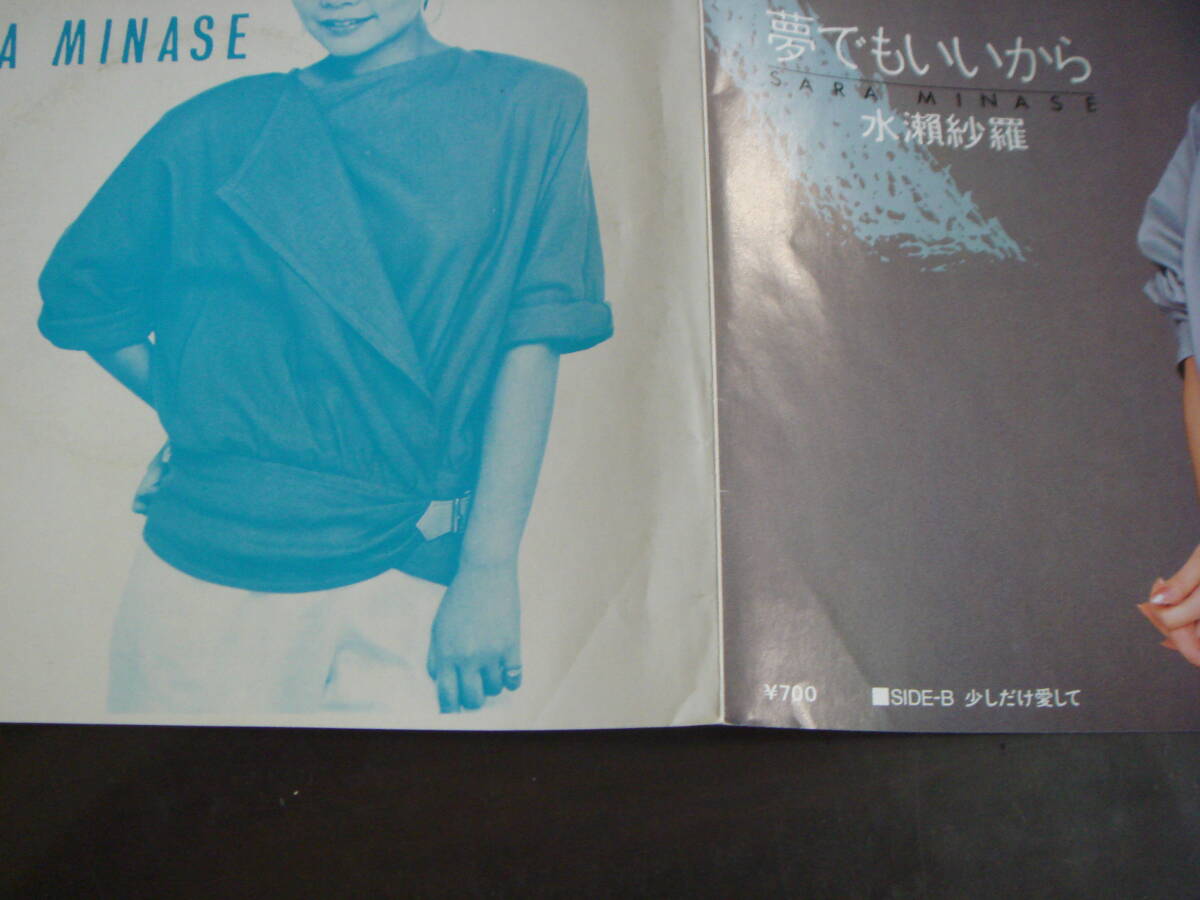 A MINASE
夢でもいいから
SARA MINASE
水瀬紗羅
¥700
■SIDE-B 少しだけ愛して